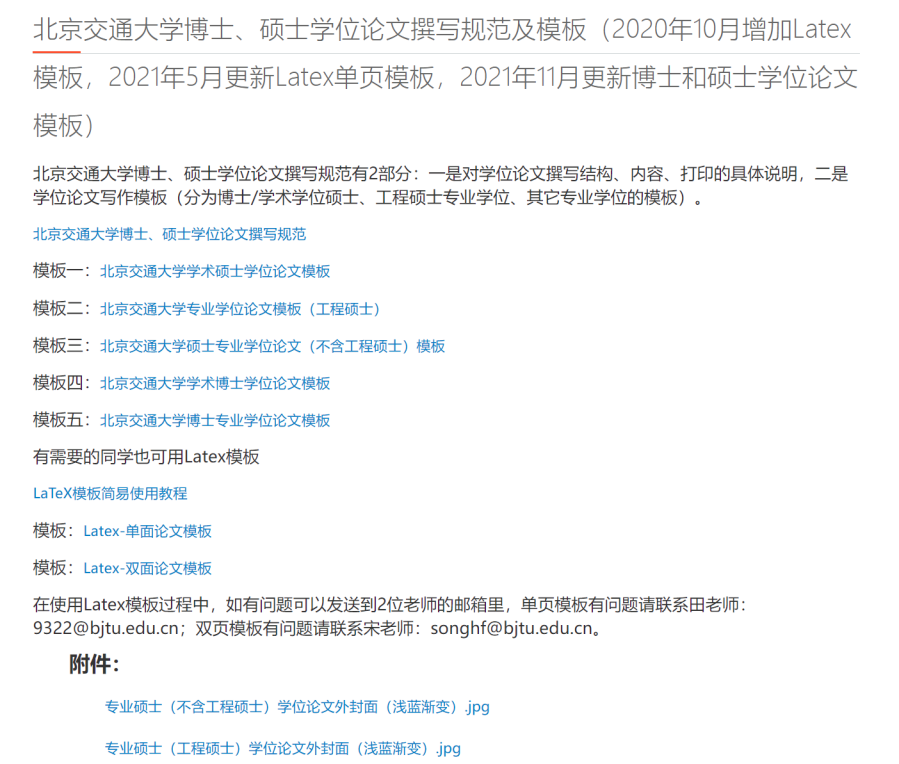 北京交通大学博士、硕士学位论文撰写规范及模板（2020年10月增加Latex
模板，2021年5月更新Latex单页模板，2021年11月更新博士和硕士学位论文
模板）
北京交通大学博士、硕士学位论文撰写规范有2部分：一是对学位论文撰写结构、内容、打印的具体说明，二是
学位论文写作模板（分为博士/学术学位硕士、工程硕士专业学位、其它专业学位的模板）。
北京交通大学博士、硕士学位论文撰写规范
模板一：北京交通大学学术硕士学位论文模板
模板二：北京交通大学专业学位论文模板（工程硕士）
模板三：北京交通大学硕士专业学位论文（不含工程硕士）模板
模板四：北京交通大学学术博士学位论文模板
模板五：北京交通大学博士专业学位论文模板
有需要的同学也可用Latex模板
LaTeX模板简易使用教程
模板：Latex-单面论文模板
模板：Latex-双面论文模板
在使用Latex模板过程中，如有问题可以发送到2位老师的邮箱里，单页模板有问题请联系田老师：
9322@bjtu.edu.cn；双页模板有问题请联系宋老师：songhf@bjtu.edu.cn。
附件：
专业硕士（不含工程硕士）学位论文外封面（浅蓝渐变）.jpg
专业硕士（工程硕士）学位论文外封面（浅蓝渐变）.jpg